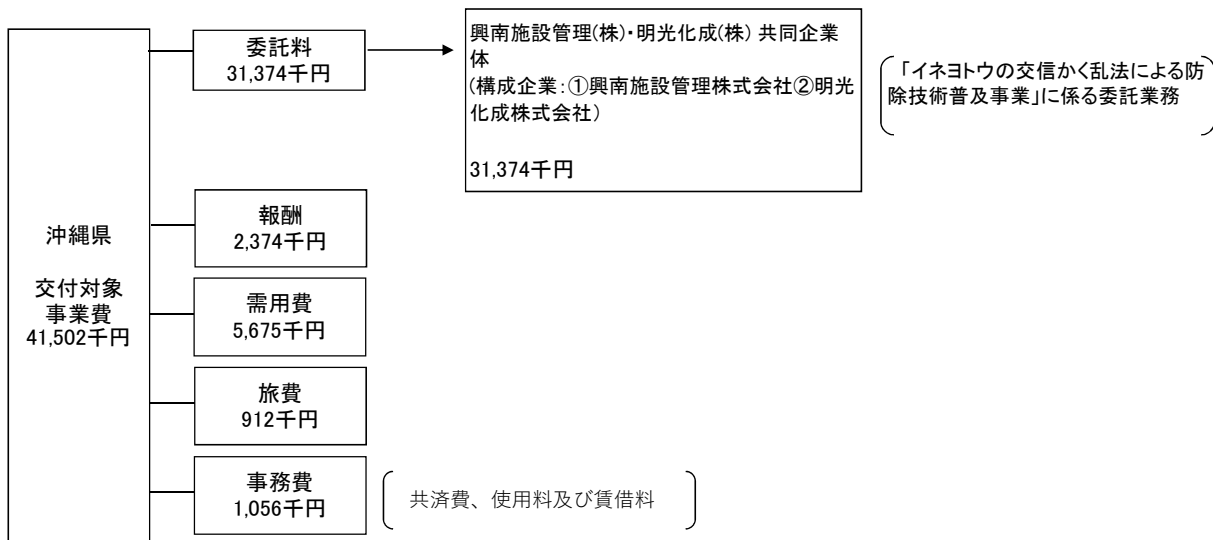 委託料
31,374千円
興南施設管理(株)・明光化成(株) 共同企業
体
(構成企業:①興南施設管理株式会社②明光
化成株式会社)
31,374千円
「イネヨトウの交信かく乱法による防
除技術普及事業」に係る委託業務
沖縄県
交付対象
事業費
41,502千円
報酬
2,374千円
需用費
5,675千円
旅費
912千円
事務費
1,056千円
共済費、使用料及び賃借料